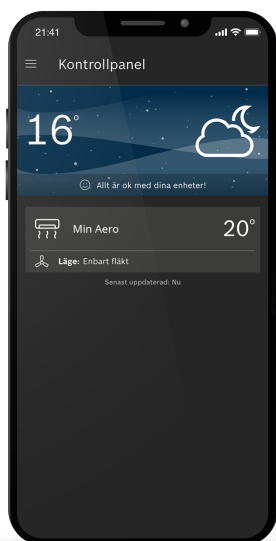 21:41
Kontrollpanel
16°
Allt är ok med dina enheter!
Min Aero 20°
Läge: Enbart fläkt
Senast uppdaterad: Nu